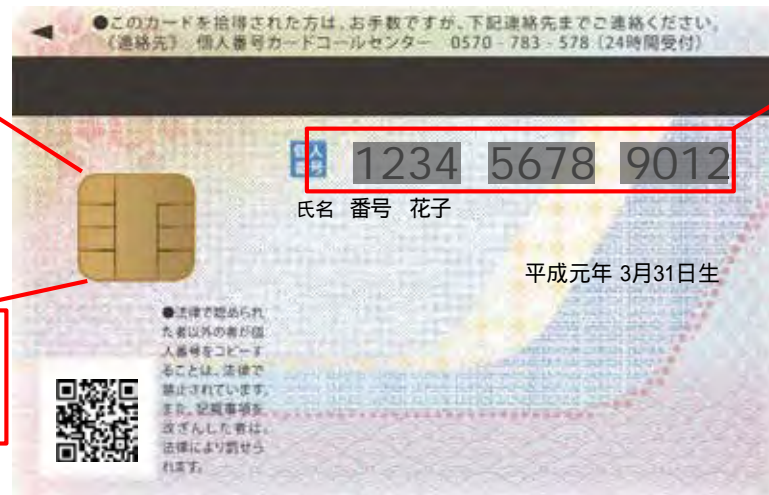 ●このカードを拾得された方は、お手数ですが、下記連絡先までご連絡ください。
《連絡先》 個人番号カードコールセンター 0570-783-578（24時間受付）
個人番号 1234 5678 9012
氏名 番号 花子
平成元年 3月31日生
●法律で認められ
た者以外の者が個
人番号をコピーす
ることは、法律で
禁止されています。
また、記載事項を
改ざんした者は、
法律により罰せら
れます。